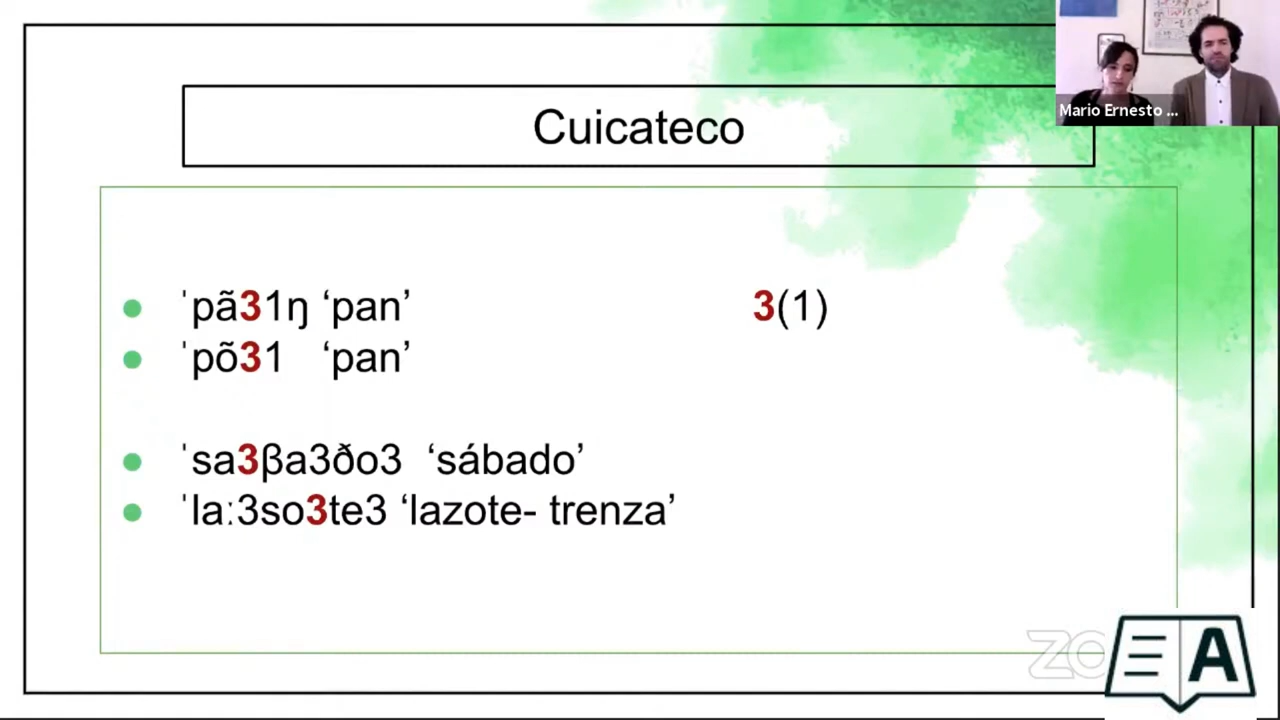 Mario Ernesto ...
Cuicateco
ˈpã31ŋ ‘pan’ 3(1)
ˈpõ31 ‘pan’
ˈsa3βa3ðo3 ‘sábado’
ˈlaː3so3te3 ‘lazote- trenza’
A